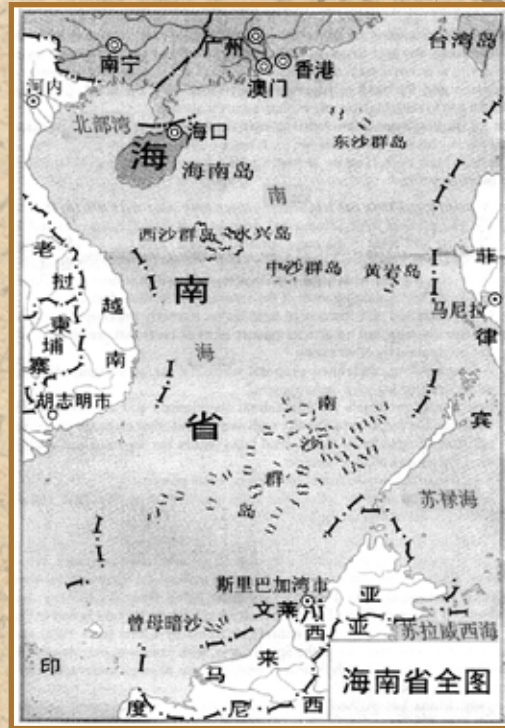 台湾岛
广州
南宁
香港
澳门
河内
北部湾
海口
东沙群岛
海
海南岛
南
西沙群岛
永兴岛
老
挝
中沙群岛
黄岩岛
菲
南
马尼拉
越
柬
埔
寨
南
海
律
胡志明市
省
南
沙
群
岛
宾
苏禄海
斯里巴加湾市
文莱
曾母暗沙
马
来
西
亚
苏拉威西海
印
度
尼
西
亚
海南省全图